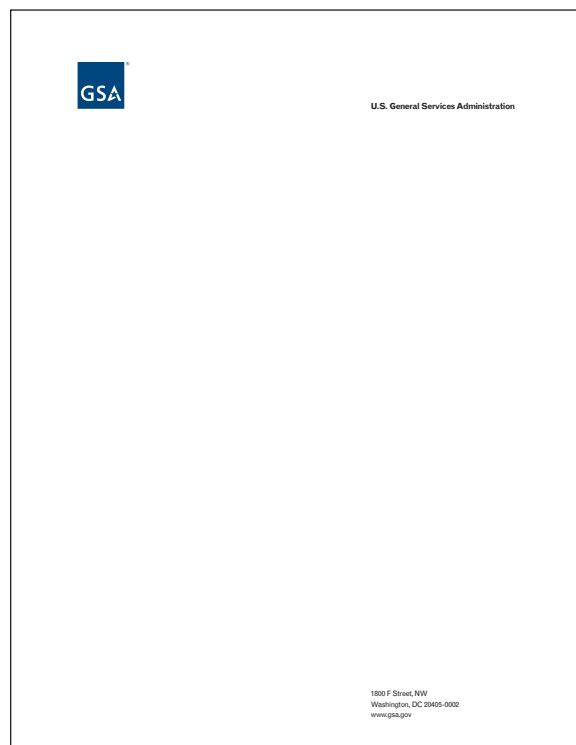 GSA
®
U.S. General Services Administration
1800 F Street, NW
Washington, DC 20405-0002
www.gsa.gov